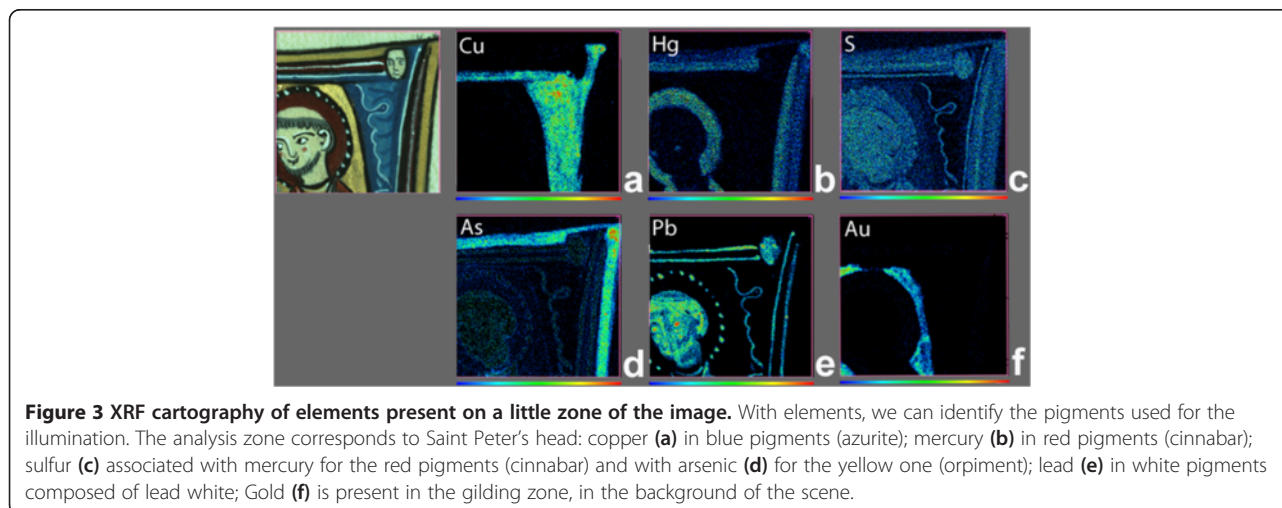 Cu Hg S
a b c
As Pb Au
d e f
Figure 3 XRF cartography of elements present on a little zone of the image. With elements, we can identify the pigments used for the
illumination. The analysis zone corresponds to Saint Peter's head: copper (a) in blue pigments (azurite); mercury (b) in red pigments (cinnabar);
sulfur (c) associated with mercury for the red pigments (cinnabar) and with arsenic (d) for the yellow one (orpiment); lead (e) in white pigments
composed of lead white; Gold (f) is present in the gilding zone, in the background of the scene.